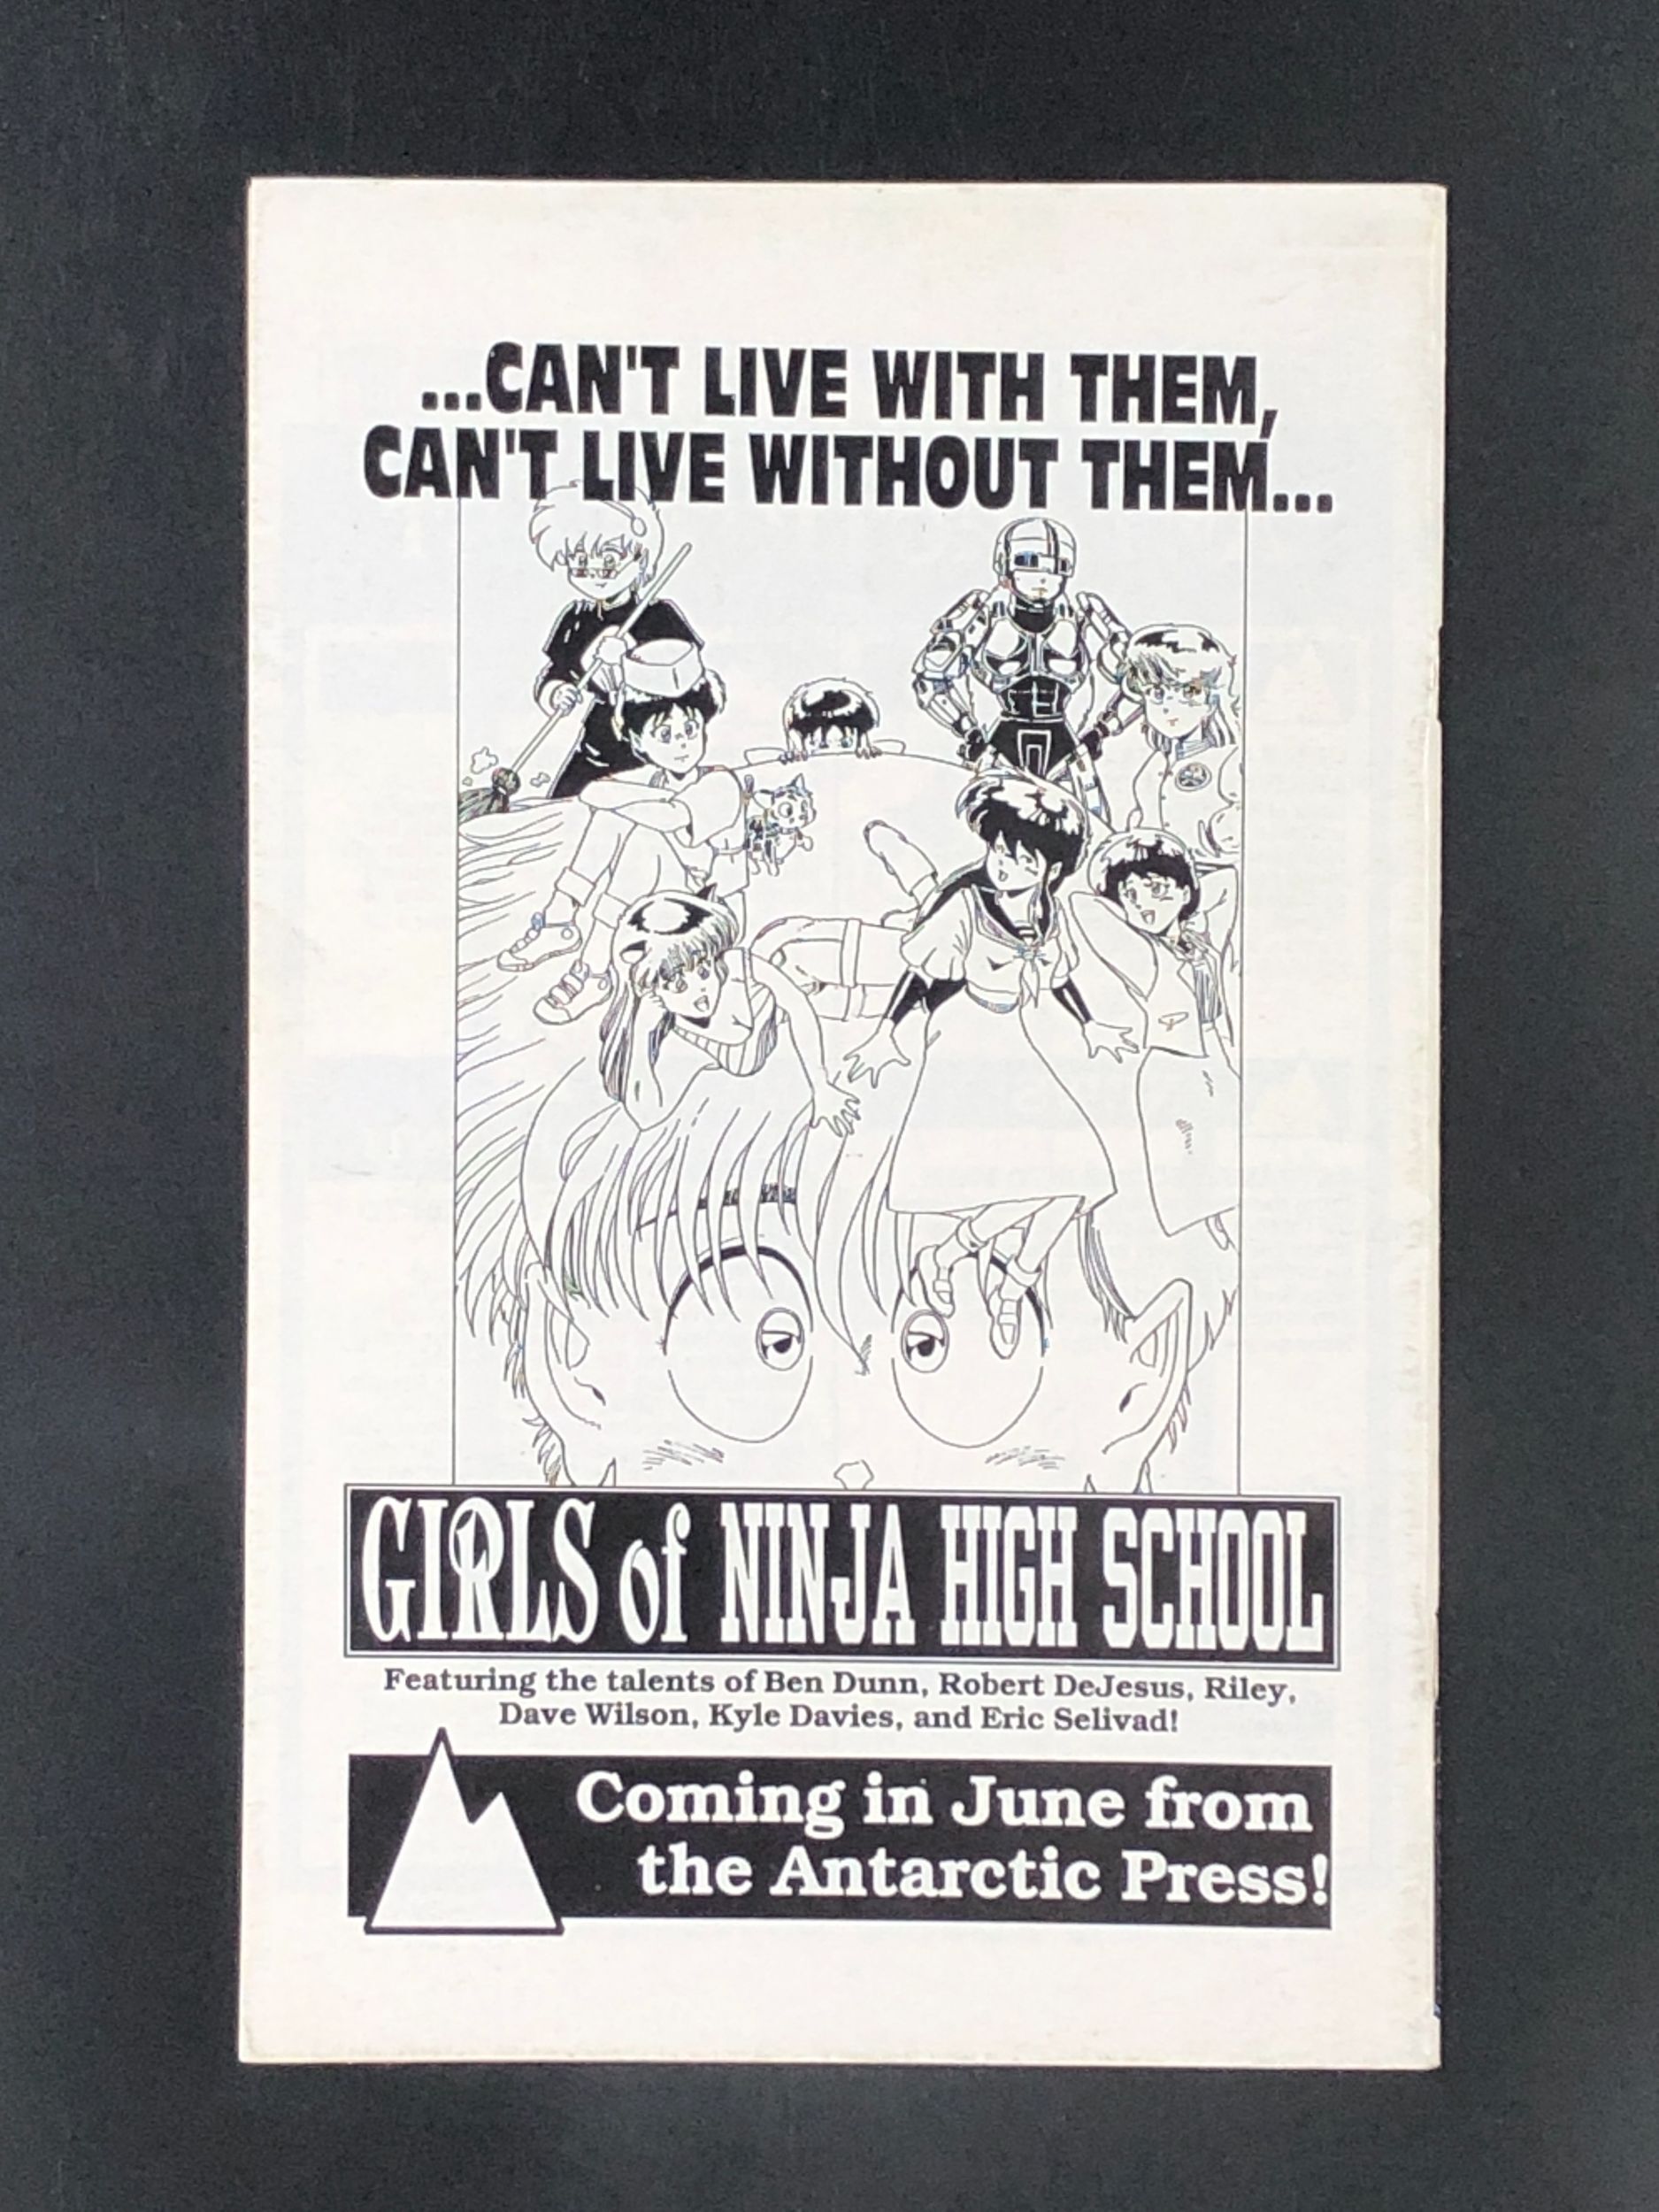 ...CAN'T LIVE WITH THEM,
CAN'T LIVE WITHOUT THEM...
GIRLS of NINJA HIGH SCHOOL
Featuring the talents of Ben Dunn, Robert DeJesus, Riley,
Dave Wilson, Kyle Davies, and Eric Selivad!
Coming in June from
the Antarctic Press!